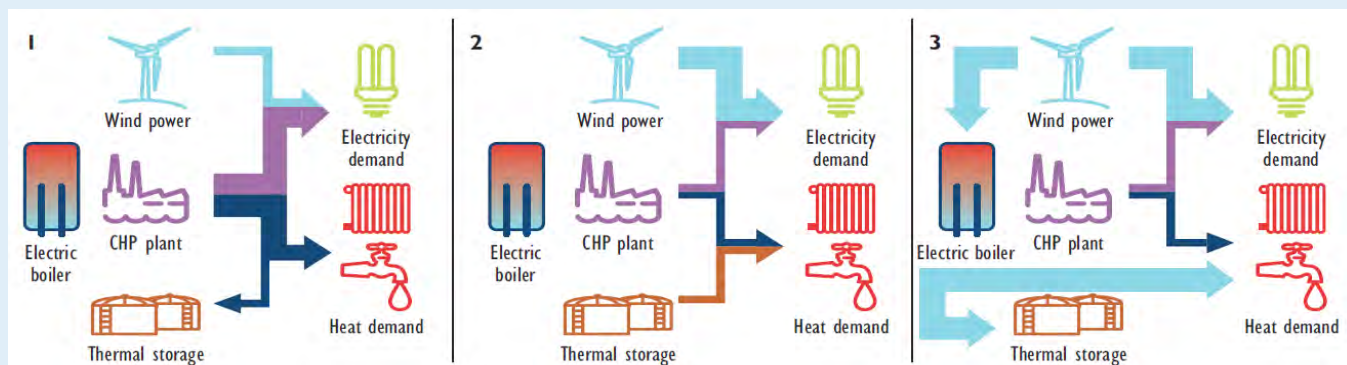 1
Wind power
Electricity
demand
Electric
boiler
CHP plant
Heat demand
Thermal storage
2
Wind power
Electricity
demand
Electric
boiler
CHP plant
Heat demand
Thermal storage
3
Wind power
Electricity
demand
Electric boiler
CHP plant
Heat demand
Thermal storage